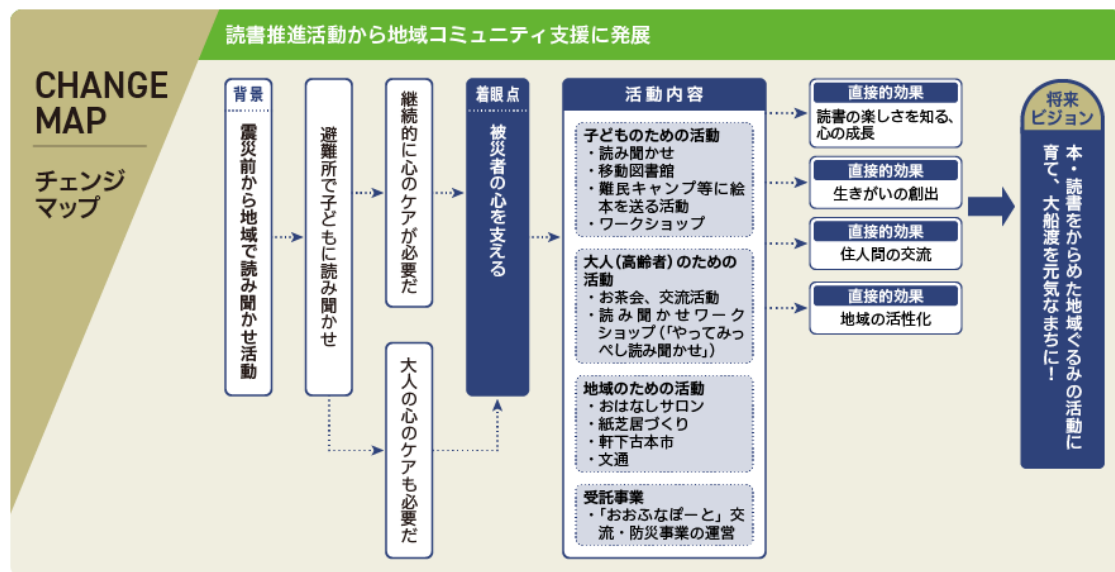 読書推進活動から地域コミュニティ支援に発展
CHANGE
MAP
チェンジ
マップ
背景
震災前から地域で読み聞かせ活動
避難所で子どもに読み聞かせ
継続的に心のケアが必要だ
大人の心のケアも必要だ
着眼点
被災者の心を支える
活動内容
子どものための活動
・読み聞かせ
・移動図書館
・難民キャンプ等に絵
本を送る活動
・ワークショップ
大人(高齢者)のための
活動
・お茶会、交流活動
・読み聞かせワーク
ショップ(「やってみっ
ぺし読み聞かせ」)
地域のための活動
・おはなしサロン
・紙芝居づくり
・軒下古本市
・文通
受託事業
・「おおふなぽーと」交
流・防災事業の運営
直接的効果
読書の楽しさを知る、
心の成長
直接的効果
生きがいの創出
直接的効果
住人間の交流
直接的効果
地域の活性化
将来
ビジョン
本・読書をからめた地域ぐるみの活動に
育て、大船渡を元気なまちに！